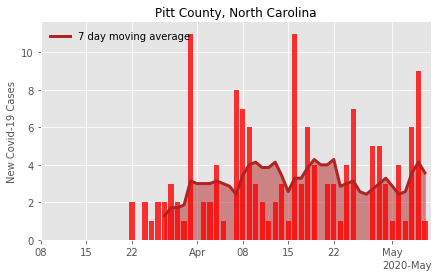 Pitt County, North Carolina
7 day moving average
New Covid-19 Cases
10
8
6
4
2
0
08 15 22 Apr 08 15 22 May
2020-May